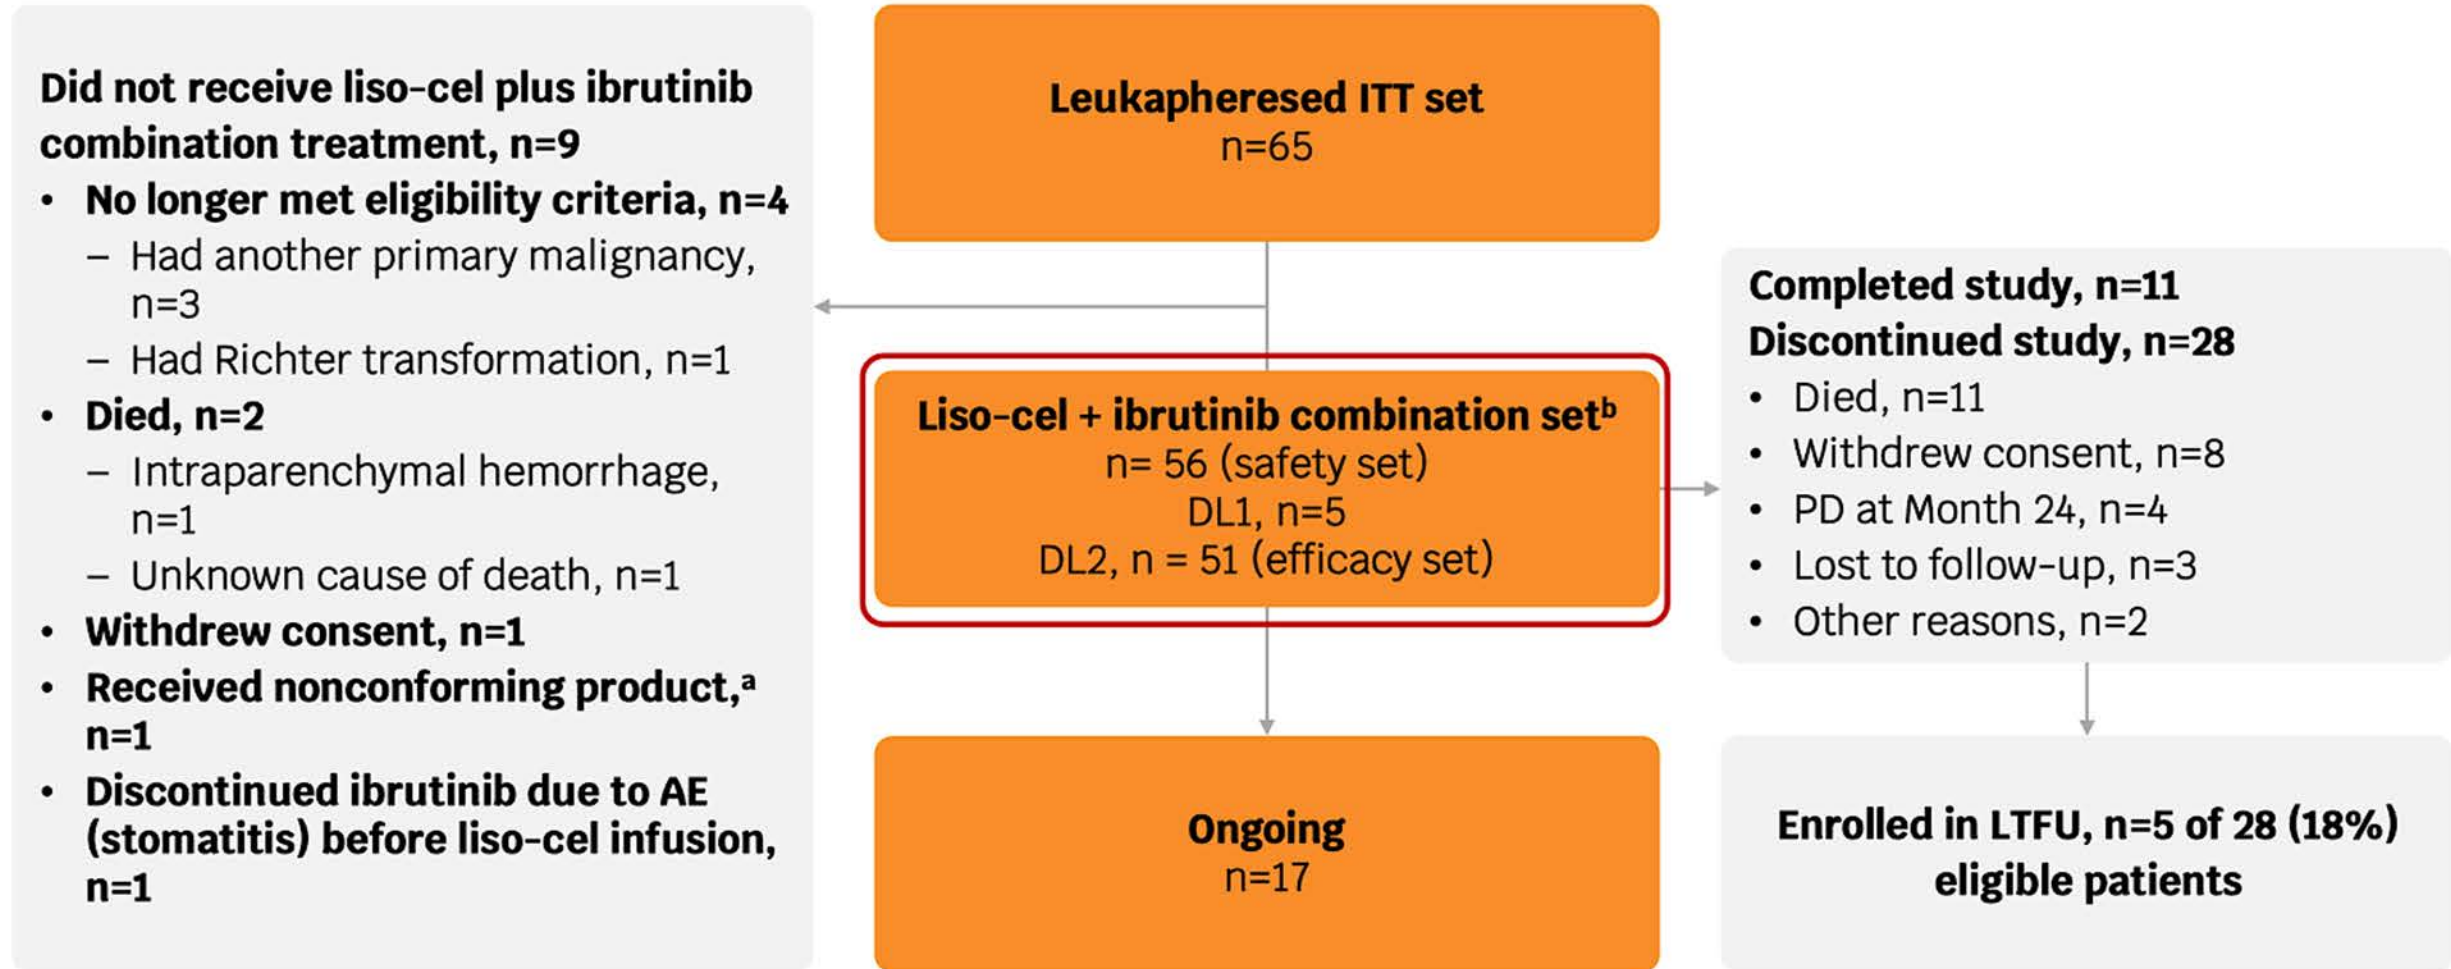 Did not receive liso-cel plus ibrutinib
combination treatment, n=9
• No longer met eligibility criteria, n=4
– Had another primary malignancy,
n=3
– Had Richter transformation, n=1
• Died, n=2
– Intraparenchymal hemorrhage,
n=1
– Unknown cause of death, n=1
• Withdrew consent, n=1
• Received nonconforming product,ᵃ
n=1
• Discontinued ibrutinib due to AE
(stomatitis) before liso-cel infusion,
n=1
Leukapheresed ITT set
n=65
Liso-cel + ibrutinib combination setᵇ
n= 56 (safety set)
DL1, n=5
DL2, n = 51 (efficacy set)
Ongoing
n=17
Completed study, n=11
Discontinued study, n=28
• Died, n=11
• Withdrew consent, n=8
• PD at Month 24, n=4
• Lost to follow-up, n=3
• Other reasons, n=2
Enrolled in LTFU, n=5 of 28 (18%)
eligible patients